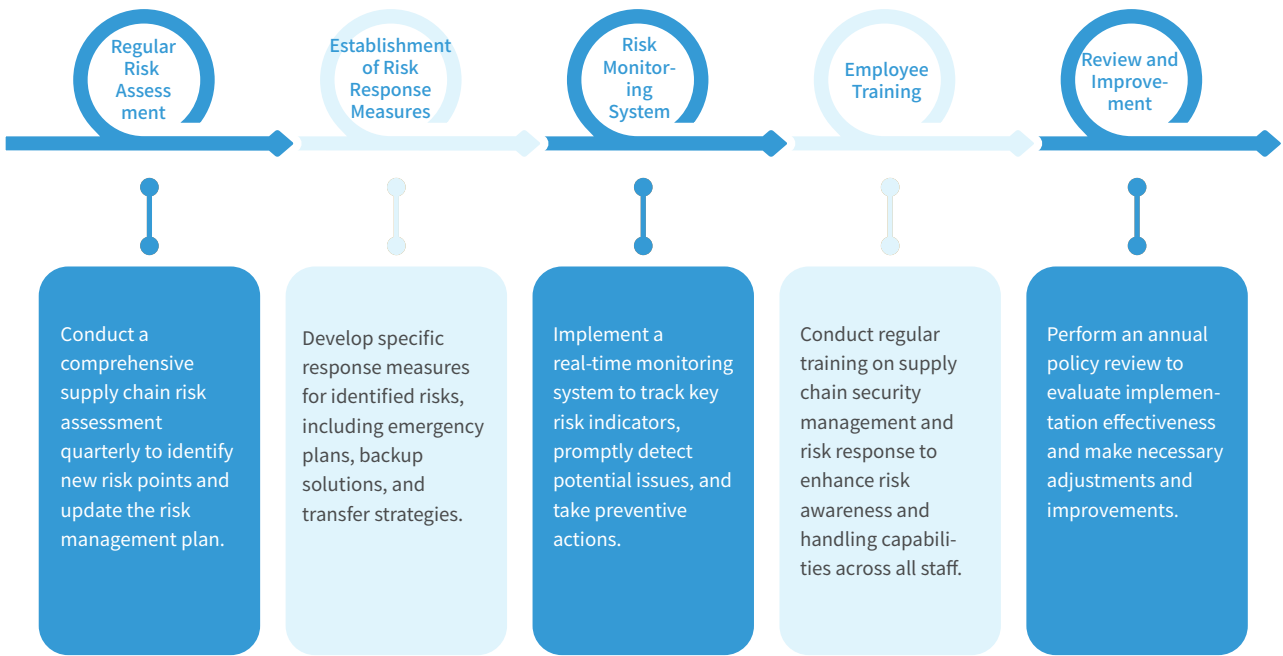 Regular
Risk
Assess
ment
Establishment
of Risk
Response
Measures
Risk
Monitor-
ing
System
Employee
Training
Review and
Improve-
ment
Conduct a
comprehensive
supply chain risk
assessment
quarterly to identify
new risk points and
update the risk
management plan.
Develop specific
response measures
for identified risks,
including emergency
plans, backup
solutions, and
transfer strategies.
Implement a
real-time monitoring
system to track key
risk indicators,
promptly detect
potential issues, and
take preventive
actions.
Conduct regular
training on supply
chain security
management and
risk response to
enhance risk
awareness and
handling capabili-
ties across all staff.
Perform an annual
policy review to
evaluate implemen-
tation effectiveness
and make necessary
adjustments and
improvements.